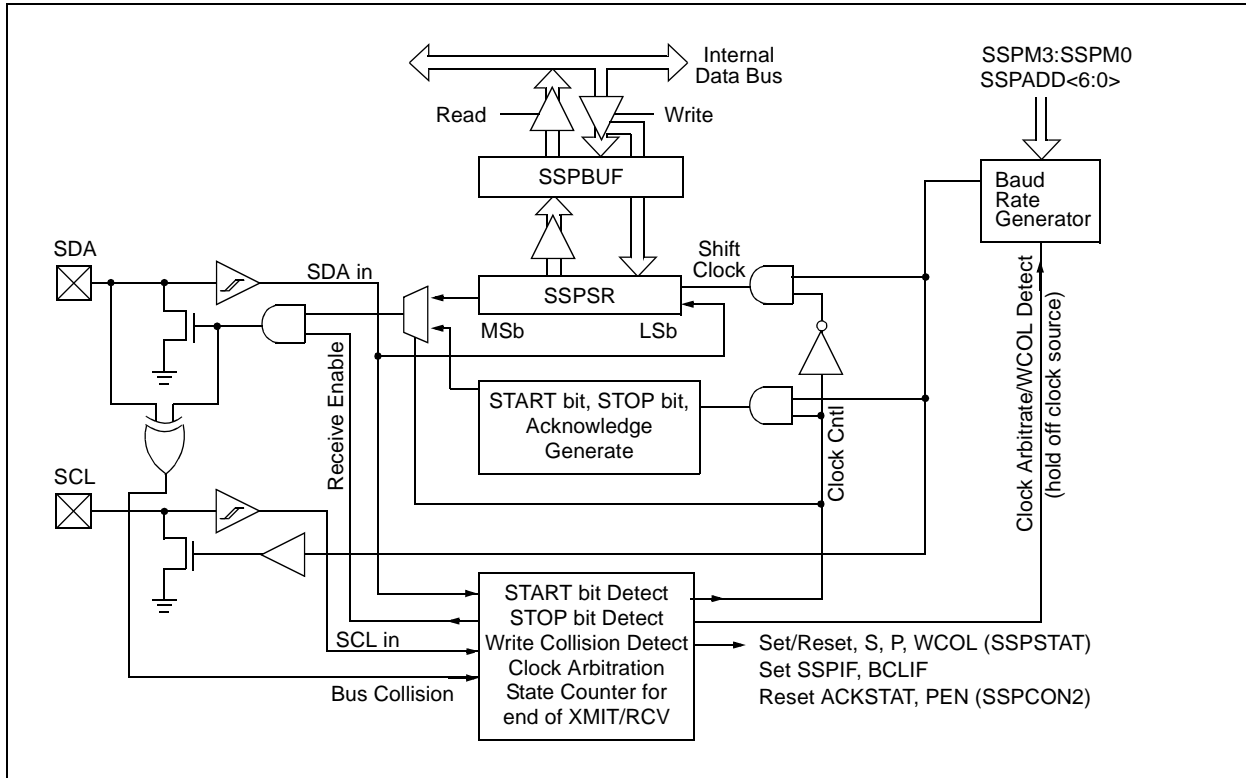 Internal
Data Bus
SSPM3:SSPM0
SSPADD<6:0>
Read
Write
SSPBUF
Baud
Rate
Generator
SDA
SDA in
Shift
Clock
SSPSR
MSb
LSb
START bit, STOP bit,
Acknowledge
Generate
Receive Enable
Clock Cntl
Clock Arbitrate/WCOL Detect
(hold off clock source)
SCL
SCL in
Bus Collision
START bit Detect
STOP bit Detect
Write Collision Detect
Clock Arbitration
State Counter for
end of XMIT/RCV
Set/Reset, S, P, WCOL (SSPSTAT)
Set SSPIF, BCLIF
Reset ACKSTAT, PEN (SSPCON2)